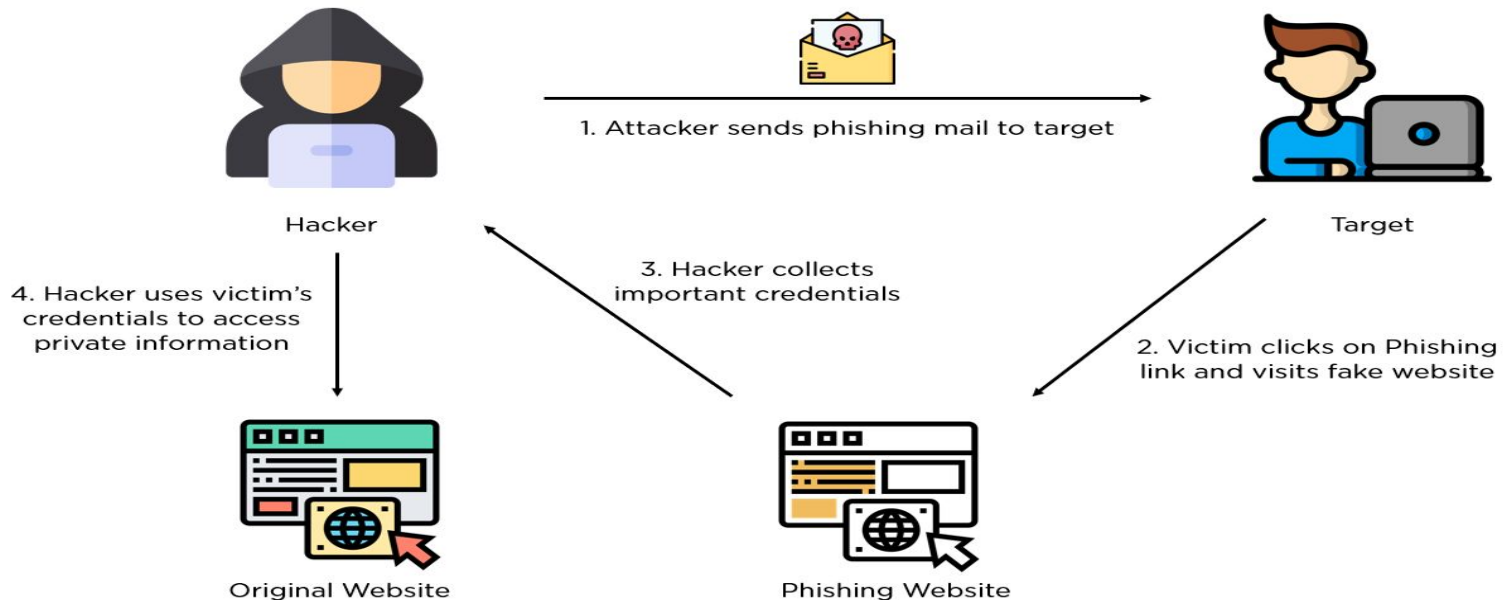 1. Attacker sends phishing mail to target
Hacker
Target
3. Hacker collects
important credentials
4. Hacker uses victim's
credentials to access
private information
2. Victim clicks on Phishing
link and visits fake website
Original Website
Phishing Website